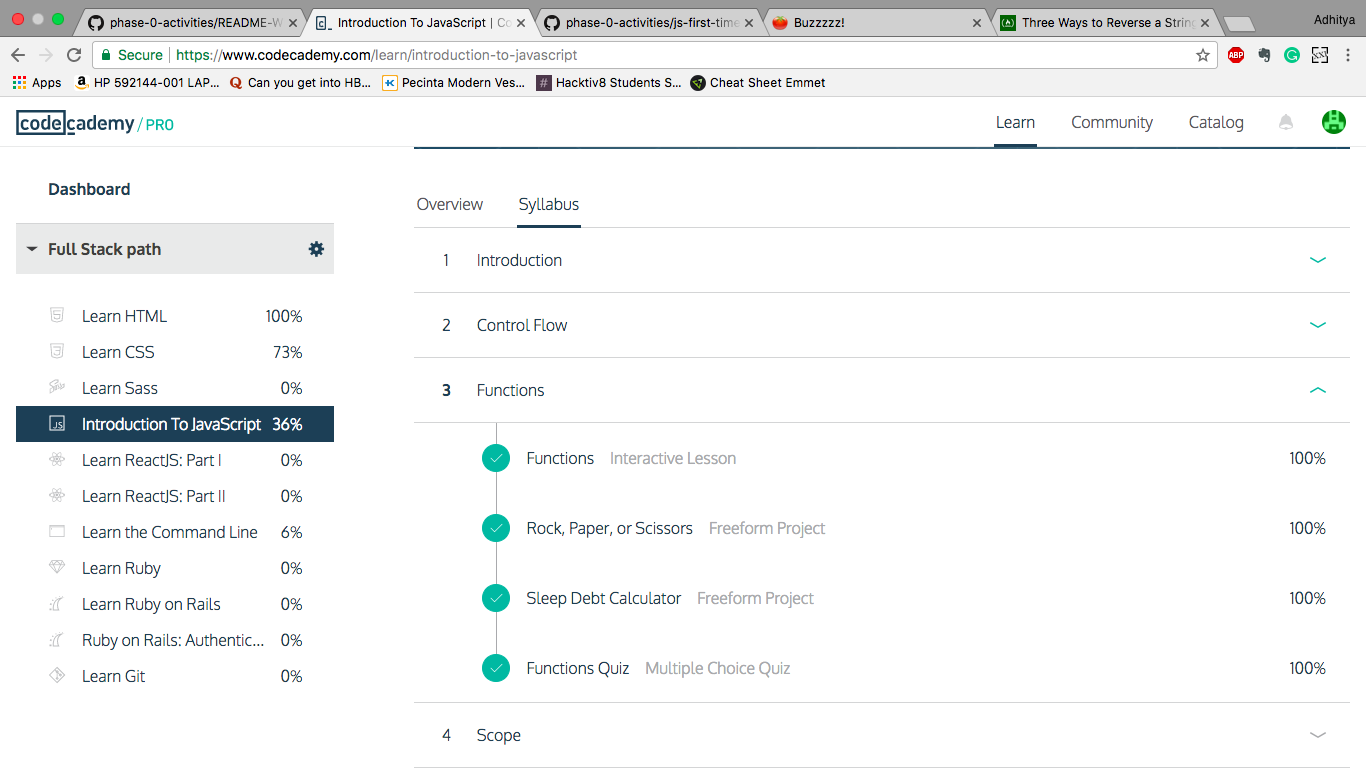 phase-0-activities/README-W
Introduction To JavaScript | Co
phase-0-activities/js-first-time
Buzzzzz!
Three Ways to Reverse a String
Adhitya
Secure https://www.codecademy.com/learn/introduction-to-javascript
ABP
Apps
HP 592144-001 LAP...
Can you get into HB...
Pecinta Modern Ves...
Hacktiv8 Students S...
Cheat Sheet Emmet
codecademy / PRO
Learn
Community
Catalog
Dashboard
Full Stack path
Learn HTML 100%
Learn CSS 73%
Learn Sass 0%
Introduction To JavaScript 36%
Learn ReactJS: Part I 0%
Learn ReactJS: Part II 0%
Learn the Command Line 6%
Learn Ruby 0%
Learn Ruby on Rails 0%
Ruby on Rails: Authentic... 0%
Learn Git 0%
Overview
Syllabus
1 Introduction
2 Control Flow
3 Functions
Functions Interactive Lesson 100%
Rock, Paper, or Scissors Freeform Project 100%
Sleep Debt Calculator Freeform Project 100%
Functions Quiz Multiple Choice Quiz 100%
4 Scope